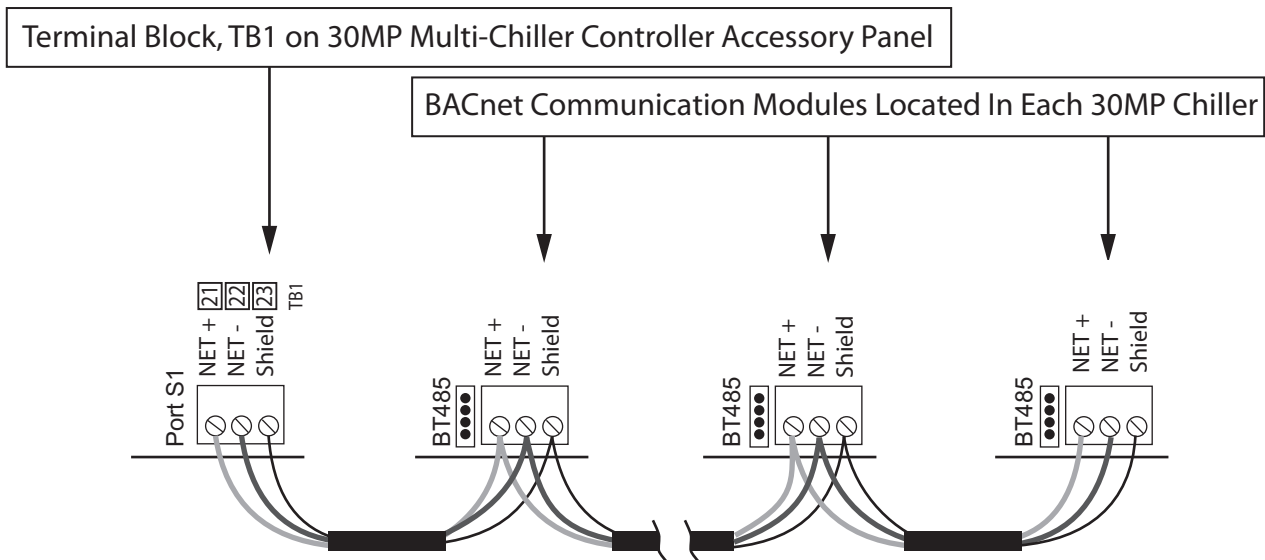 Terminal Block, TB1 on 30MP Multi-Chiller Controller Accessory Panel
BACnet Communication Modules Located In Each 30MP Chiller
Port S1
NET +
NET -
Shield
21
22
23
TB1
BT485
NET +
NET -
Shield
BT485
NET +
NET -
Shield
BT485
NET +
NET -
Shield